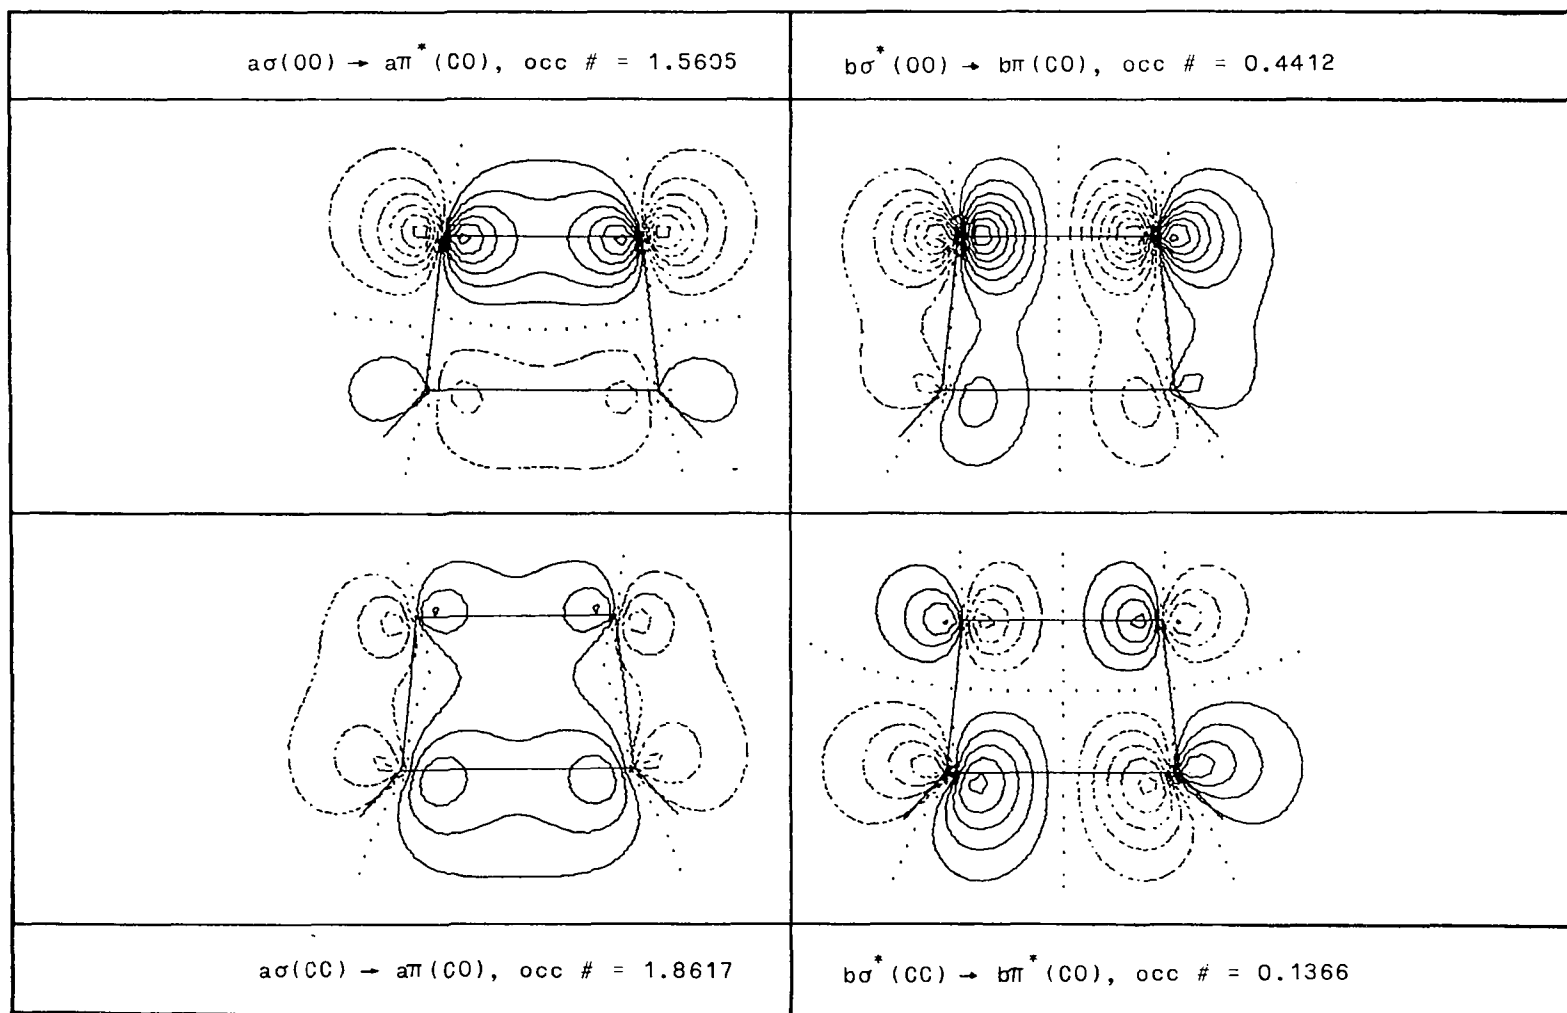 aσ(OO) → aπ*(CO), occ # = 1.5605
bσ*(OO) → bπ(CO), occ # = 0.4412
aσ(CC) → aπ(CO), occ # = 1.8617
bσ*(CC) → bπ*(CO), occ # = 0.1366